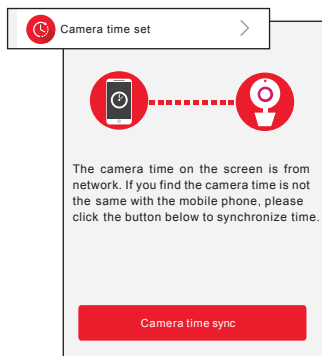 Camera time set
The camera time on the screen is from
network. If you find the camera time is not
the same with the mobile phone, please
click the button below to synchronize time.
Camera time sync